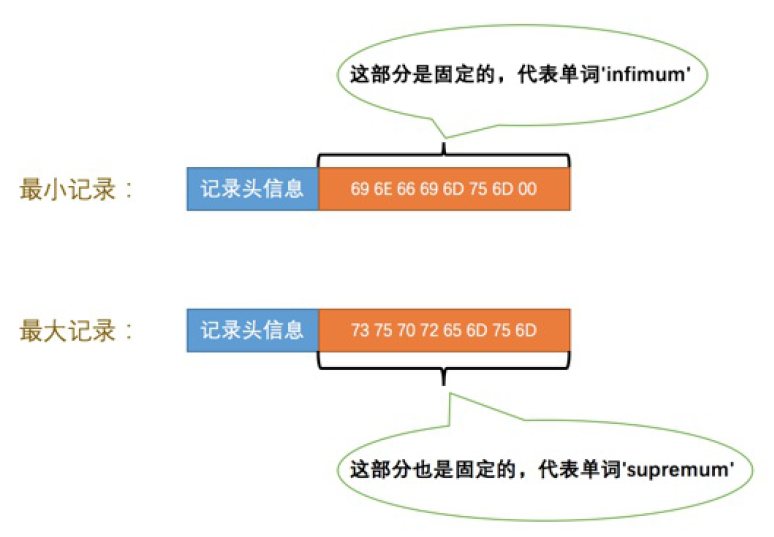 这部分是固定的，代表单词'infimum'
最小记录：
记录头信息
69 6E 66 69 6D 75 6D 00
最大记录：
记录头信息
73 75 70 72 65 6D 75 6D
这部分也是固定的，代表单词'supremum'